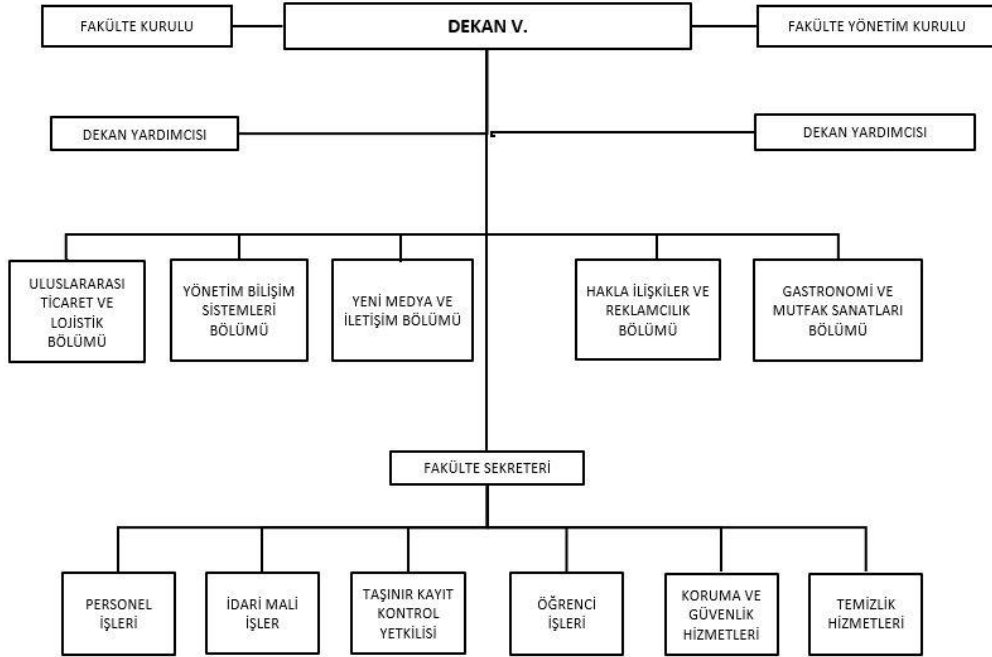 FAKÜLTE KURULU
DEKAN V.
FAKÜLTE YÖNETİM KURULU
DEKAN YARDIMCISI
DEKAN YARDIMCISI
ULUSLARARASI
TİCARET VE
LOJİSTİK
BÖLÜMÜ
YÖNETİM BİLİŞİM
SİSTEMLERİ
BÖLÜMÜ
YENİ MEDYA VE
İLETİŞİM BÖLÜMÜ
HAKLA İLİŞKİLER VE
REKLAMCILIK
BÖLÜMÜ
GASTRONOMİ VE
MUTFAK SANATLARI
BÖLÜMÜ
FAKÜLTE SEKRETERİ
PERSONEL
İŞLERİ
İDARİ MALİ
İŞLER
TAŞINIR KAYIT
KONTROL
YETKİLİSİ
ÖĞRENCİ
İŞLERİ
KORUMA VE
GÜVENLİK
HİZMETLERİ
TEMİZLİK
HİZMETLERİ